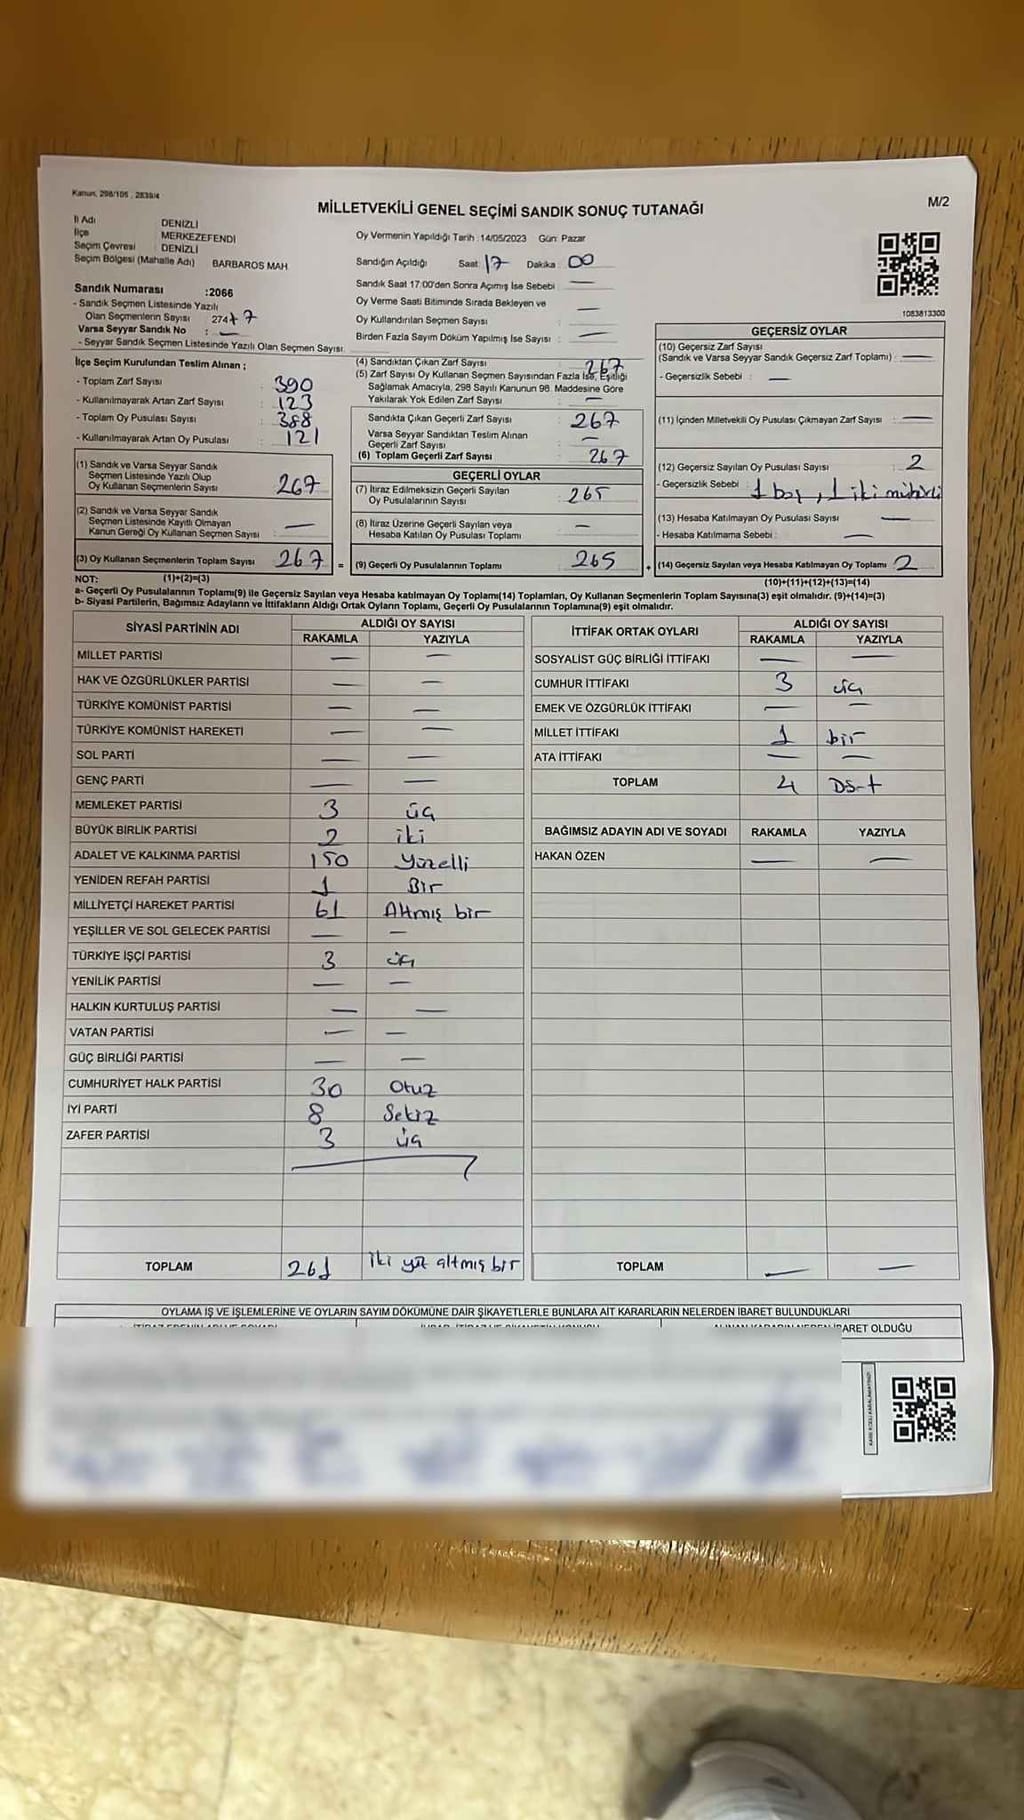 Kanun, 298/105 , 2839/4
M/2
MİLLETVEKİLİ GENEL SEÇİMİ SANDIK SONUÇ TUTANAĞI
İl Adı DENİZLİ
İlçe MERKEZEFENDİ
Seçim Çevresi DENİZLİ
Seçim Bölgesi (Mahalle Adı) BARBAROS MAH
Oy Vermenin Yapıldığı Tarih :14/05/2023 Gün: Pazar
Sandığın Açıldığı Saat: 17 Dakika : 00
Sandık Saat 17:00'den Sonra Açımış İse Sebebi : —
Oy Verme Saati Bitiminde Sırada Bekleyen ve
Oy Kullandırılan Seçmen Sayısı : —
Birden Fazla Sayım Döküm Yapılmış İse Sayısı : —
1083813300
Sandık Numarası :2066
- Sandık Seçmen Listesinde Yazılı
Olan Seçmenlerin Sayısı : 274
Varsa Seyyar Sandık No : —
- Seyyar Sandık Seçmen Listesinde Yazılı Olan Seçmen Sayısı:
İlçe Seçim Kurulundan Teslim Alınan ;
- Toplam Zarf Sayısı : 390
- Kullanılmayarak Artan Zarf Sayısı : 123
- Toplam Oy Pusulası Sayısı : 388
- Kullanılmayarak Artan Oy Pusulası : 121
(1) Sandık ve Varsa Seyyar Sandık
Seçmen Listesinde Yazılı Olup
Oy Kullanan Seçmenlerin Sayısı : 267
(2) Sandık ve Varsa Seyyar Sandık
Seçmen Listesinde Kayıtlı Olmayan
Kanun Gereği Oy Kullanan Seçmen Sayısı : —
(3) Oy Kullanan Seçmenlerin Toplam Sayısı : 267 =
(4) Sandıktan Çıkan Zarf Sayısı : 267
(5) Zarf Sayısı Oy Kullanan Seçmen Sayısından Fazla İse, Eşitliği
Sağlamak Amacıyla, 298 Sayılı Kanunun 98. Maddesine Göre
Yakılarak Yok Edilen Zarf Sayısı : —
Sandıkta Çıkan Geçerli Zarf Sayısı : 267
Varsa Seyyar Sandıktan Teslim Alınan
Geçerli Zarf Sayısı : —
(6) Toplam Geçerli Zarf Sayısı : 267
GEÇERLİ OYLAR
(7) İtiraz Edilmeksizin Geçerli Sayılan
Oy Pusulalarının Sayısı : 265
(8) İtiraz Üzerine Geçerli Sayılan veya
Hesaba Katılan Oy Pusulası Toplamı : —
(9) Geçerli Oy Pusulalarının Toplamı : 265 +
GEÇERSİZ OYLAR
(10) Geçersiz Zarf Sayısı
(Sandık ve Varsa Seyyar Sandık Geçersiz Zarf Toplamı) : —
- Geçersizlik Sebebi : —
(11) İçinden Milletvekili Oy Pusulası Çıkmayan Zarf Sayısı : —
(12) Geçersiz Sayılan Oy Pusulası Sayısı : 2
- Geçersizlik Sebebi : 1 boş , 1 iki mühürlü
(13) Hesaba Katılmayan Oy Pusulası Sayısı : —
- Hesaba Katılmama Sebebi : —
(14) Geçersiz Sayılan veya Hesaba Katılmayan Oy Toplamı : 2
NOT: (1)+(2)=(3) (10)+(11)+(12)+(13)=(14)
a- Geçerli Oy Pusulalarının Toplamı(9) ile Geçersiz Sayılan veya Hesaba katılmayan Oy Toplamı(14) Toplamları, Oy Kullanan Seçmenlerin Toplam Sayısına(3) eşit olmalıdır. (9)+(14)=(3)
b- Siyasi Partilerin, Bağımsız Adayların ve İttifakların Aldığı Ortak Oyların Toplamı, Geçerli Oy Pusulalarının Toplamına(9) eşit olmalıdır.
SİYASİ PARTİNİN ADI ALDIĞI OY SAYISI
RAKAMLA YAZIYLA
MİLLET PARTİSİ — —
HAK VE ÖZGÜRLÜKLER PARTİSİ — —
TÜRKİYE KOMÜNİST PARTİSİ — —
TÜRKİYE KOMÜNİST HAREKETİ — —
SOL PARTİ — —
GENÇ PARTİ — —
MEMLEKET PARTİSİ 3 üç
BÜYÜK BİRLİK PARTİSİ 2 iki
ADALET VE KALKINMA PARTİSİ 150 Yüzelli
YENİDEN REFAH PARTİSİ 1 Bir
MİLLİYETÇİ HAREKET PARTİSİ 61 Altmış bir
YEŞİLLER VE SOL GELECEK PARTİSİ — —
TÜRKİYE İŞÇİ PARTİSİ 3 üç
YENİLİK PARTİSİ — —
HALKIN KURTULUŞ PARTİSİ — —
VATAN PARTİSİ — —
GÜÇ BİRLİĞİ PARTİSİ — —
CUMHURİYET HALK PARTİSİ 30 Otuz
İYİ PARTİ 8 Sekiz
ZAFER PARTİSİ 3 üç
TOPLAM 261 iki yüz altmış bir
İTTİFAK ORTAK OYLARI ALDIĞI OY SAYISI
RAKAMLA YAZIYLA
SOSYALİST GÜÇ BİRLİĞİ İTTİFAKI — —
CUMHUR İTTİFAKI 3 üç
EMEK VE ÖZGÜRLÜK İTTİFAKI — —
MİLLET İTTİFAKI 1 bir
ATA İTTİFAKI — —
TOPLAM 4 Dört
BAĞIMSIZ ADAYIN ADI VE SOYADI RAKAMLA YAZIYLA
HAKAN ÖZEN — —
TOPLAM — —
OYLAMA İŞ VE İŞLEMLERİNE VE OYLARIN SAYIM DÖKÜMÜNE DAİR ŞİKAYETLERLE BUNLARA AİT KARARLARIN NELERDEN İBARET BULUNDUKLARI
İBARET OLDUĞU